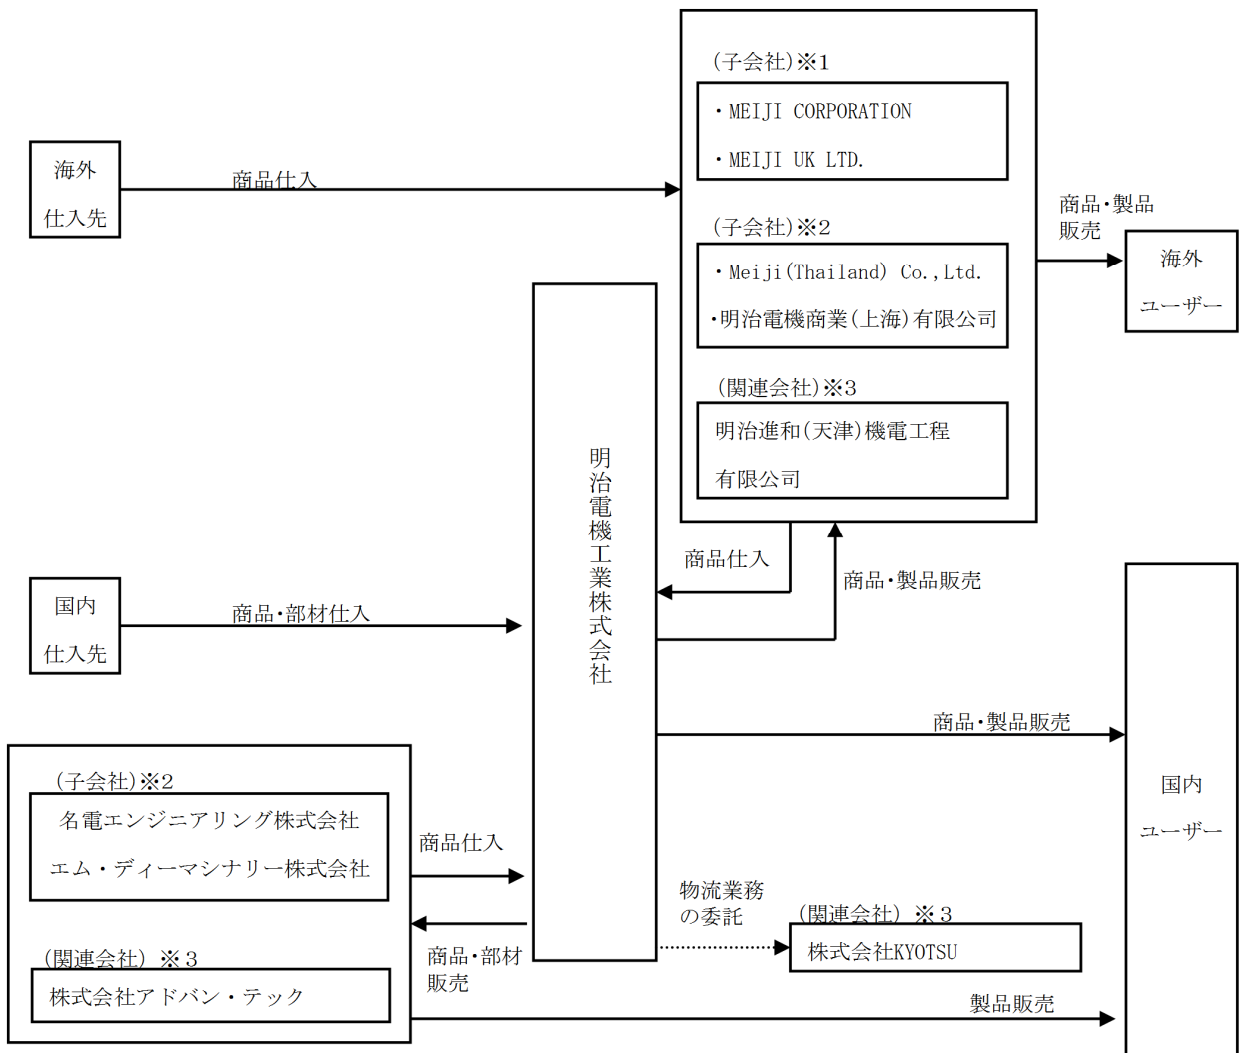 (子会社)※1
・MEIJI CORPORATION
・MEIJI UK LTD.
海外
仕入先
商品仕入
(子会社)※2
・Meiji(Thailand) Co.,Ltd.
・明治電機商業(上海)有限公司
商品・製品
販売
海外
ユーザー
(関連会社)※3
明治進和(天津)機電工程
有限公司
明治電機工業株式会社
商品仕入
商品・製品販売
国内
仕入先
商品・部材仕入
商品・製品販売
国内
ユーザー
(子会社)※2
名電エンジニアリング株式会社
エム・ディーマシナリー株式会社
商品仕入
(関連会社) ※3
株式会社アドバン・テック
商品・部材
販売
物流業務
の委託
(関連会社) ※3
株式会社KYOTSU
製品販売